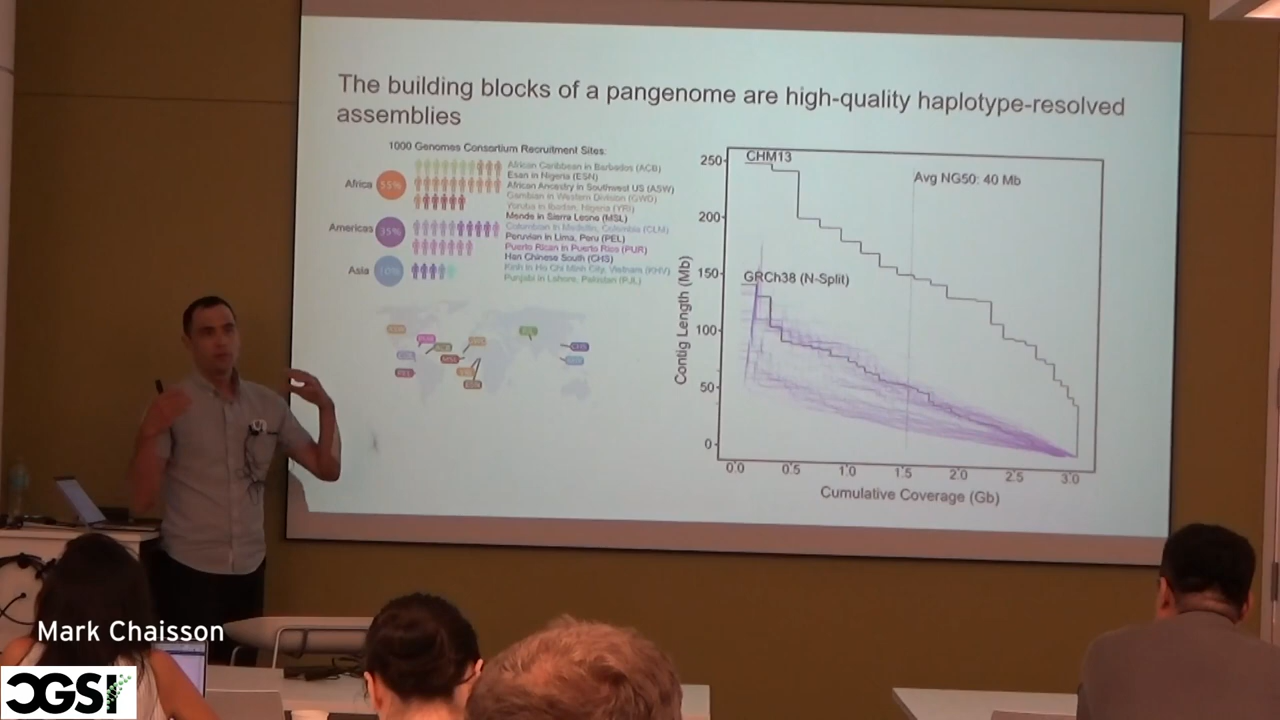 The building blocks of a pangenome are high-quality haplotype-resolved
assemblies
1000 Genomes Consortium Recruitment Sites:
African Caribbean in Barbados (ACB)
Esan in Nigeria (ESN)
African Ancestry in Southwest US (ASW)
Gambian in Western Division (GWD)
Yoruba in Ibadan, Nigeria (YRI)
Mende in Sierra Leone (MSL)
Colombian in Medellin, Colombia (CLM)
Peruvian in Lima, Peru (PEL)
Puerto Rican in Puerto Rico (PUR)
Han Chinese South (CHS)
Kinh in Ho Chi Minh City, Vietnam (KHV)
Punjabi in Lahore, Pakistan (PJL)
Africa 55%
Americas 35%
Asia 10%
CHM13
Avg NG50: 40 Mb
GRCh38 (N-Split)
Contig Length (Mb)
250
200
150
100
50
0
0.0 0.5 1.0 1.5 2.0 2.5 3.0
Cumulative Coverage (Gb)
Mark Chaisson
CGSI